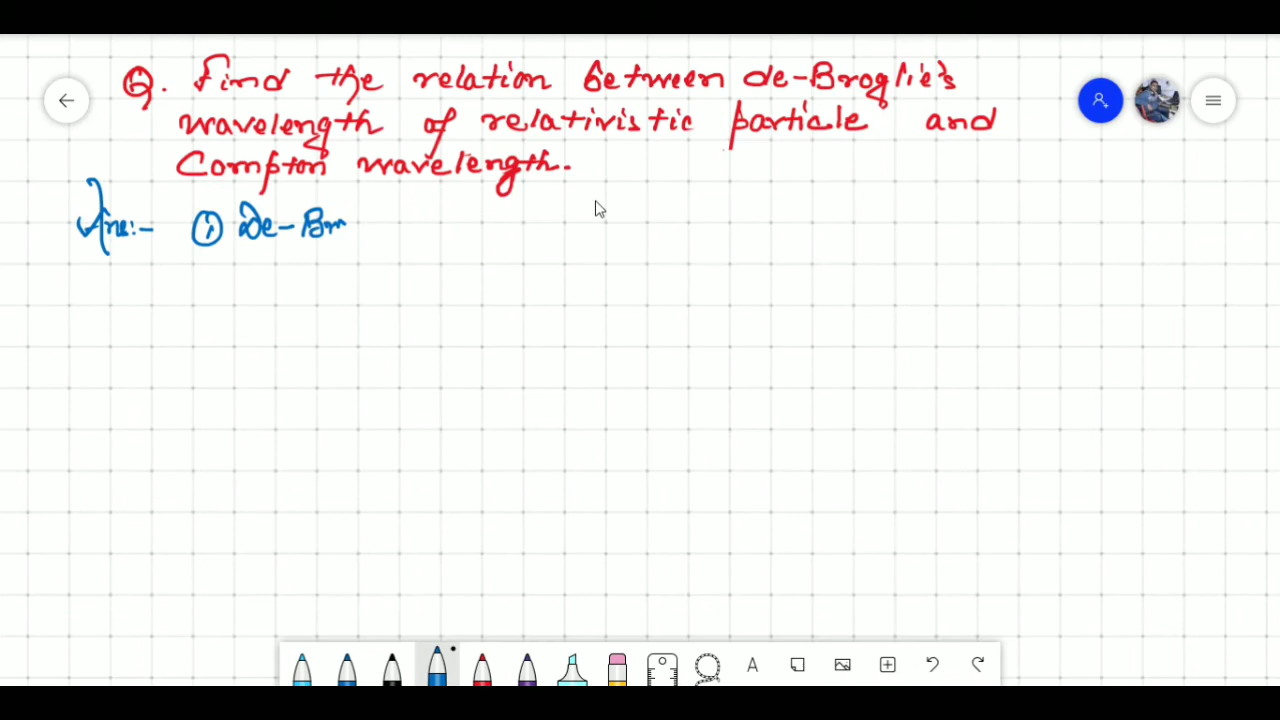 Q. Find the relation between de-Broglie's
wavelength of relativistic particle and
Compton wavelength.
Ans:- ① De-Br
A